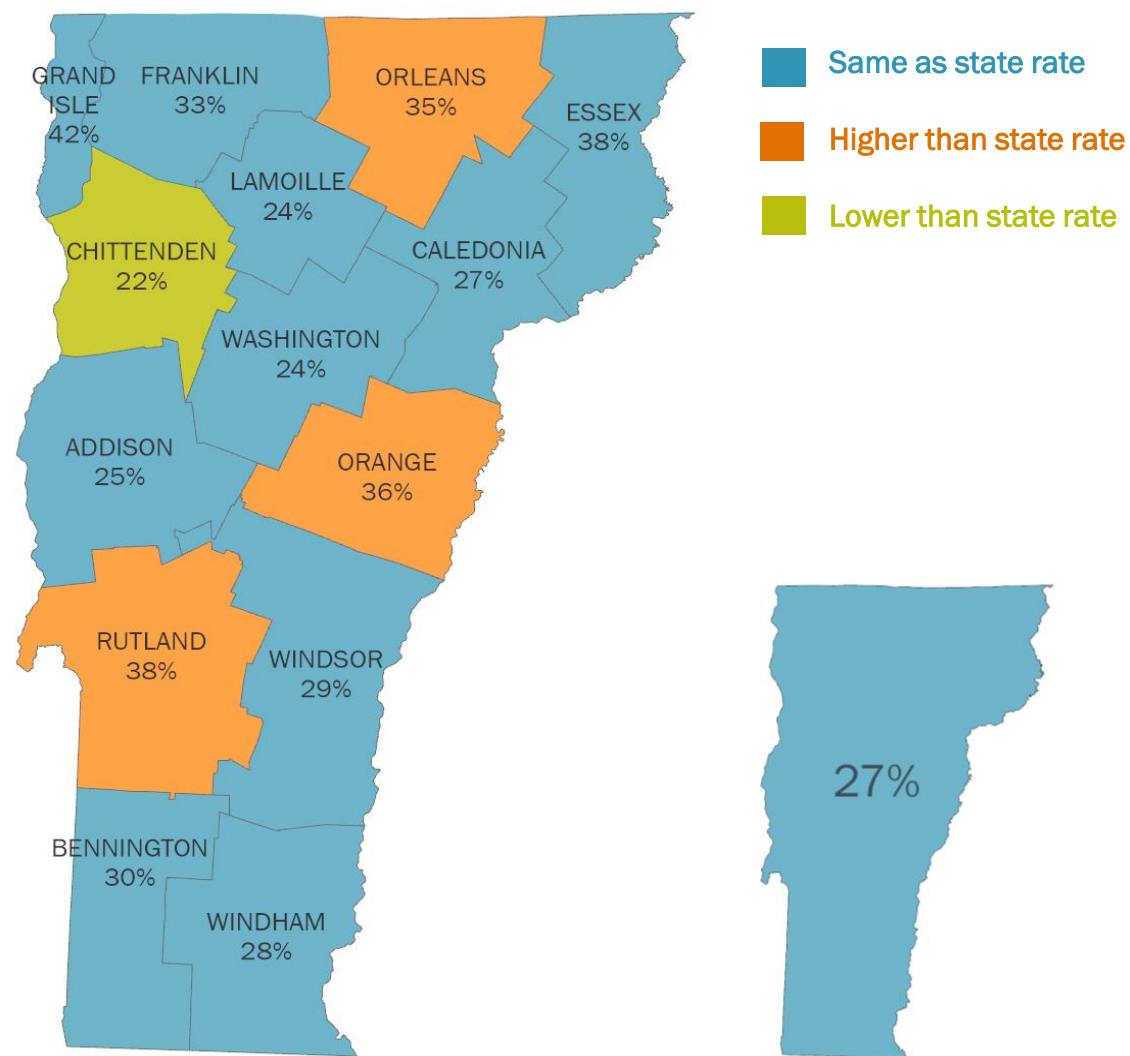 GRAND
ISLE
42%
FRANKLIN
33%
ORLEANS
35%
ESSEX
38%
LAMOILLE
24%
CHITTENDEN
22%
CALEDONIA
27%
WASHINGTON
24%
ADDISON
25%
ORANGE
36%
RUTLAND
38%
WINDSOR
29%
BENNINGTON
30%
WINDHAM
28%
Same as state rate
Higher than state rate
Lower than state rate
27%